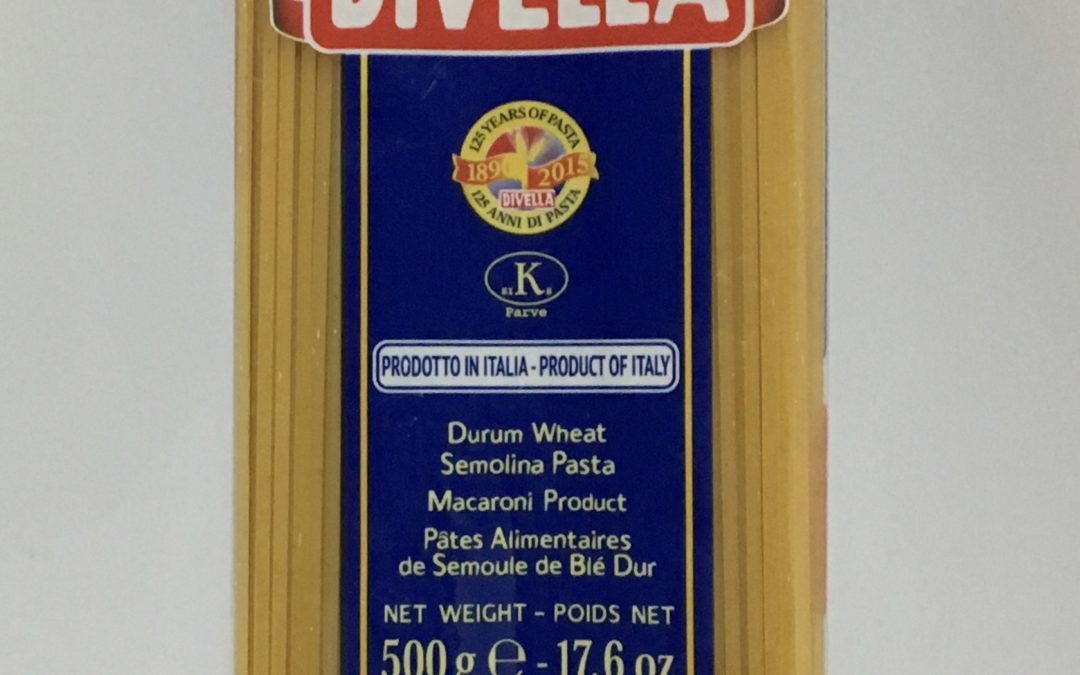 DIVELLA
125 YEARS OF PASTA
1890 2015
DIVELLA
125 ANNI DI PASTA
K
Parve
PRODOTTO IN ITALIA - PRODUCT OF ITALY
Durum Wheat
Semolina Pasta
Macaroni Product
Pâtes Alimentaires
de Semoule de Blé Dur
NET WEIGHT - POIDS NET
500 g e - 17.6 oz